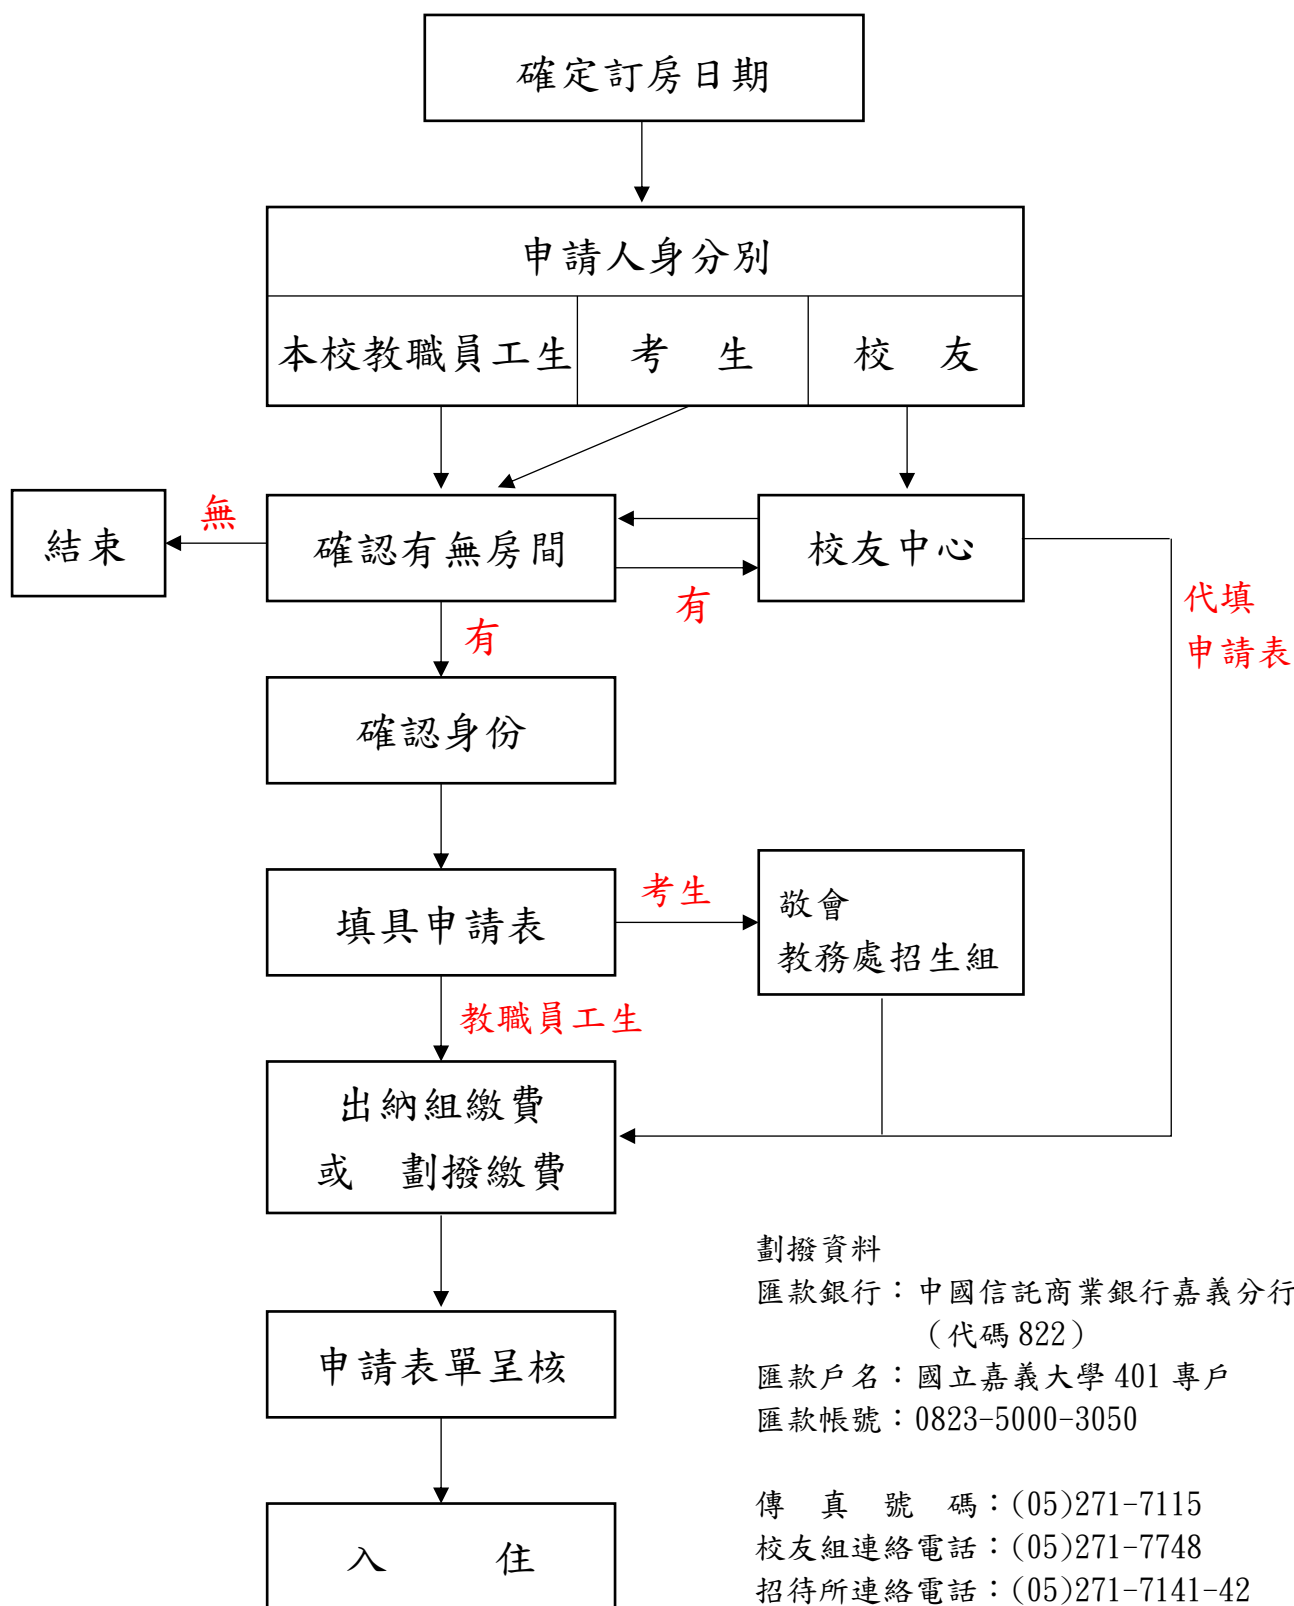 確定訂房日期
申請人身分別
本校教職員工生
考 生
校 友
結束
無
確認有無房間
有
校友中心
代填
申請表
有
確認身份
填具申請表
考生
敬會
教務處招生組
教職員工生
出納組繳費
或 劃撥繳費
申請表單呈核
入 住
劃撥資料
匯款銀行：中國信託商業銀行嘉義分行
（代碼 822）
匯款戶名：國立嘉義大學 401 專戶
匯款帳號：0823-5000-3050
傳 真 號 碼：(05)271-7115
校友組連絡電話：(05)271-7748
招待所連絡電話：(05)271-7141-42